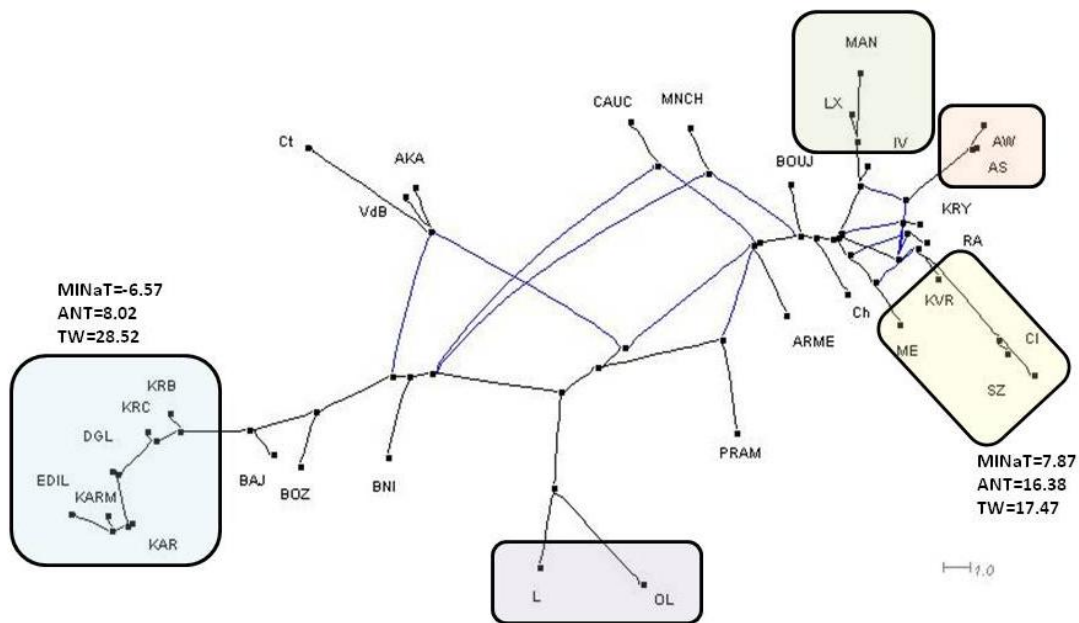 MAN
LX
IV
CAUC
MNCH
AW
AS
Ct
AKA
BOUJ
VdB
KRY
RA
MINaT=-6.57
ANT=8.02
TW=28.52
KVR
Ch
ARME
ME
CI
SZ
KRB
KRC
DGL
EDIL
KARM
KAR
BAJ
BOZ
BNI
PRAM
MINaT=7.87
ANT=16.38
TW=17.47
L
OL
1.0